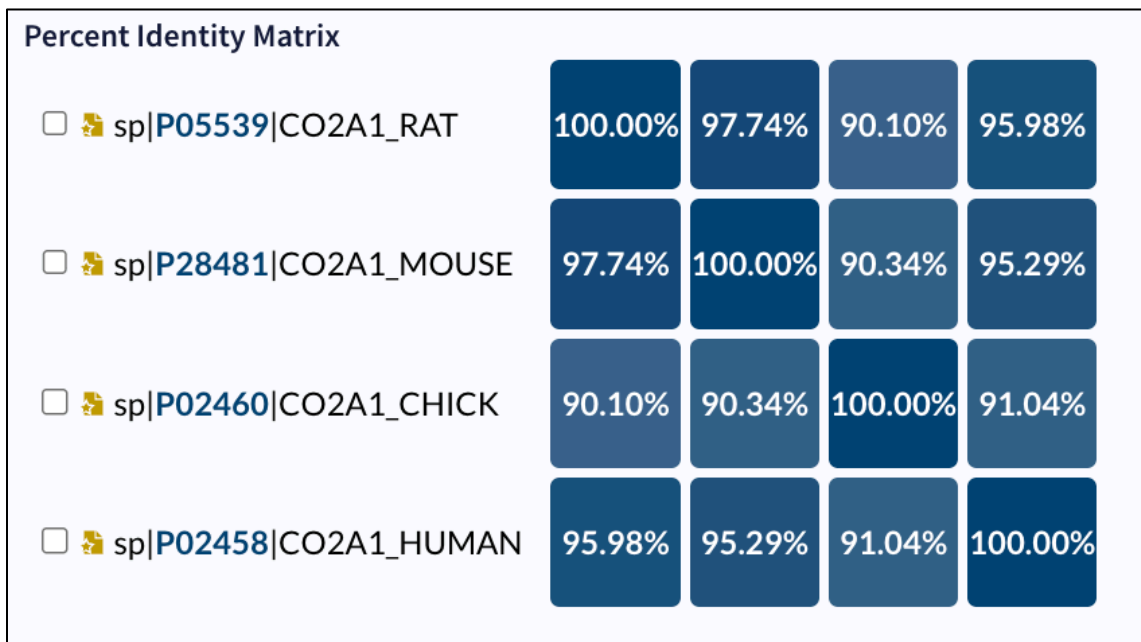 Percent Identity Matrix
sp|P05539|CO2A1_RAT 100.00% 97.74% 90.10% 95.98%
sp|P28481|CO2A1_MOUSE 97.74% 100.00% 90.34% 95.29%
sp|P02460|CO2A1_CHICK 90.10% 90.34% 100.00% 91.04%
sp|P02458|CO2A1_HUMAN 95.98% 95.29% 91.04% 100.00%